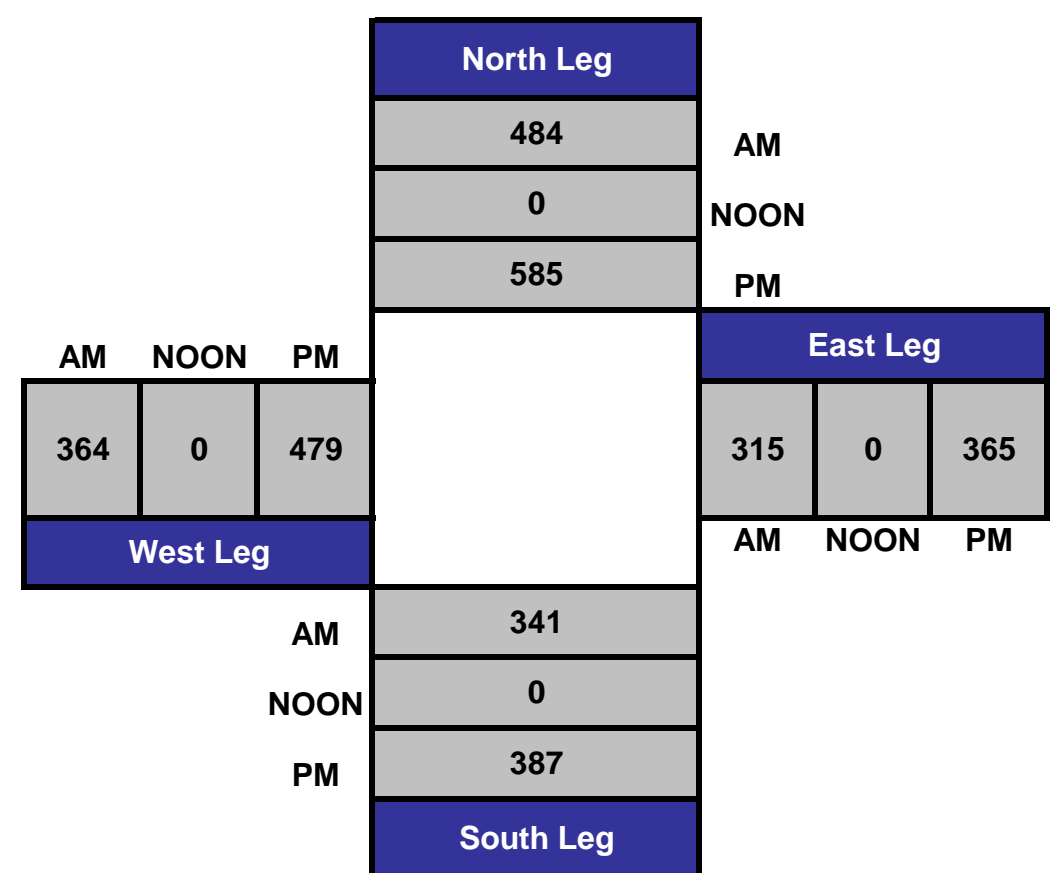 North Leg
484 AM
0 NOON
585 PM
East Leg
AM NOON PM
364 0 479
315 0 365
AM NOON PM
West Leg
AM 341
NOON 0
PM 387
South Leg